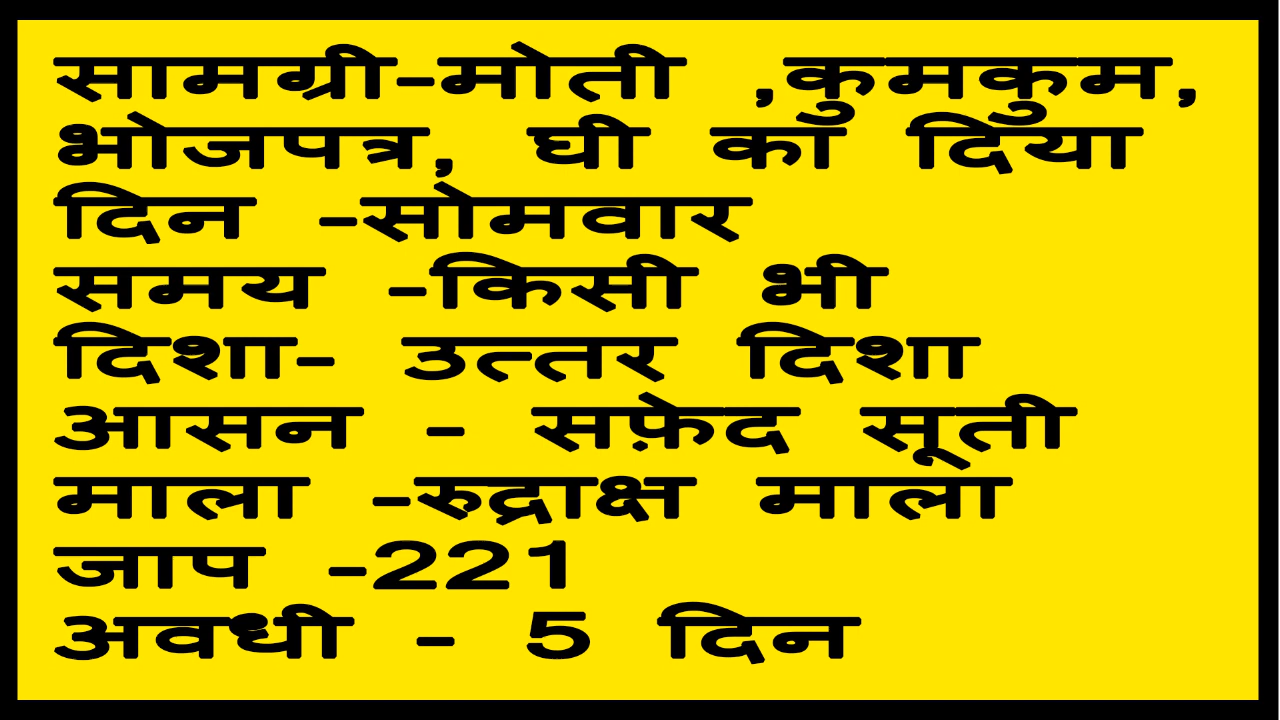 सामग्री-मोती ,कुमकुम,
भोजपत्र, घी का दिया
दिन -सोमवार
समय -किसी भी
दिशा- उत्तर दिशा
आसन - सफ़ेद सूती
माला -रुद्राक्ष माला
जाप -221
अवधी - 5 दिन